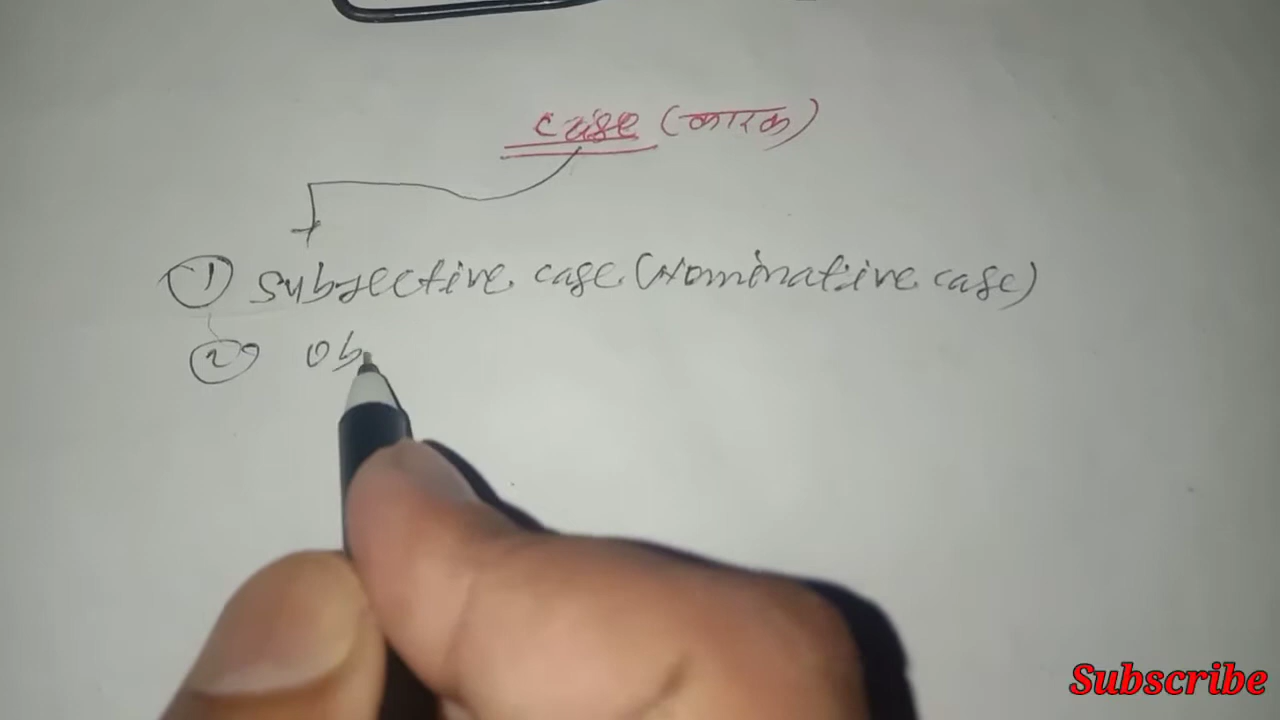 case (कारक)
① Subjective case (Nominative case)
② Ob
Subscribe